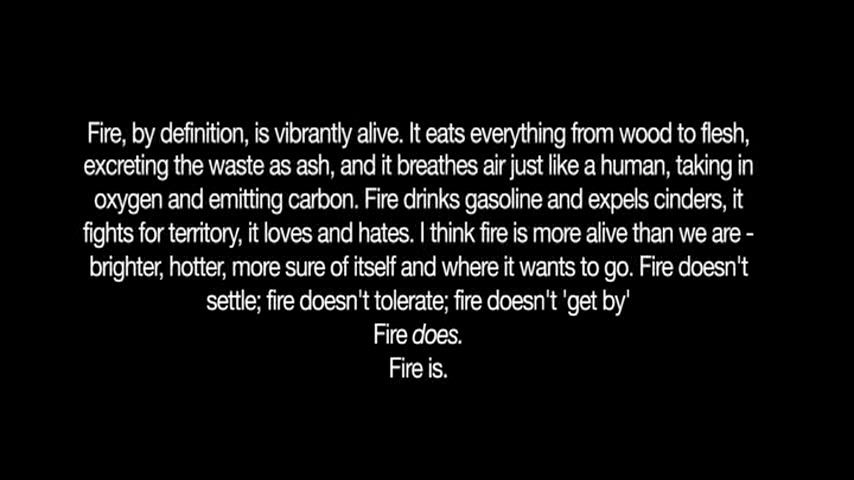 Fire, by definition, is vibrantly alive. It eats everything from wood to flesh,
excreting the waste as ash, and it breathes air just like a human, taking in
oxygen and emitting carbon. Fire drinks gasoline and expels cinders, it
fights for territory, it loves and hates. I think fire is more alive than we are -
brighter, hotter, more sure of itself and where it wants to go. Fire doesn't
settle; fire doesn't tolerate; fire doesn't 'get by'
Fire does.
Fire is.